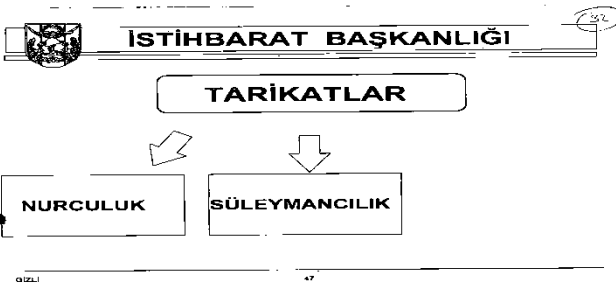 İSTİHBARAT BAŞKANLIĞI
TARİKATLAR
NURCULUK
SÜLEYMANCILIK
GİZLİ
47